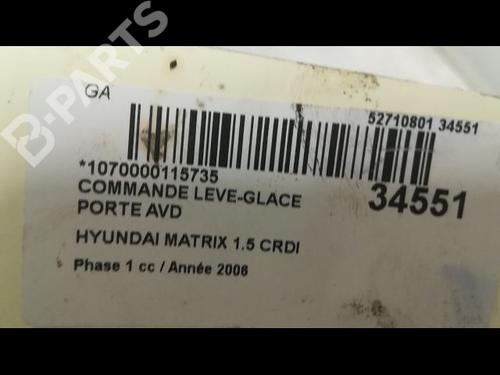 B-PARTS
GA
52710801 34551
*1070000115735
34551
COMMANDE LEVE-GLACE
PORTE AVD
HYUNDAI MATRIX 1.5 CRDI
Phase 1 cc / Année 2006